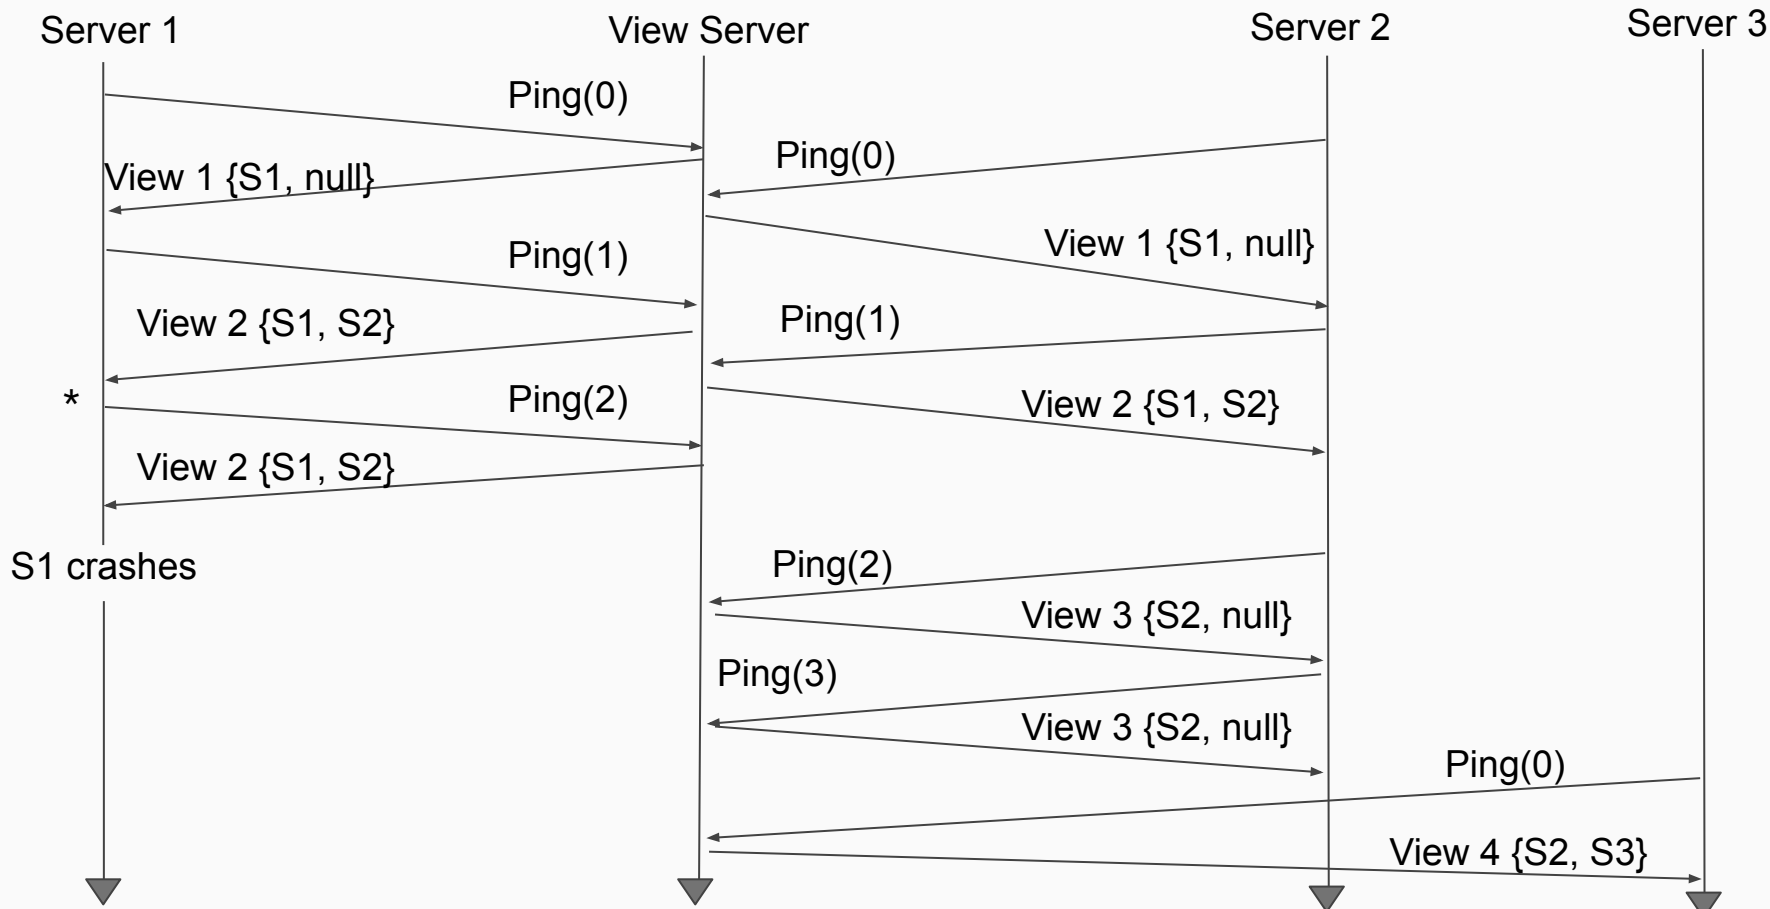 Server 1
View Server
Server 2
Server 3
Ping(0)
Ping(0)
View 1 {S1, null}
View 1 {S1, null}
Ping(1)
View 2 {S1, S2}
Ping(1)
*
Ping(2)
View 2 {S1, S2}
View 2 {S1, S2}
S1 crashes
Ping(2)
View 3 {S2, null}
Ping(3)
View 3 {S2, null}
Ping(0)
View 4 {S2, S3}